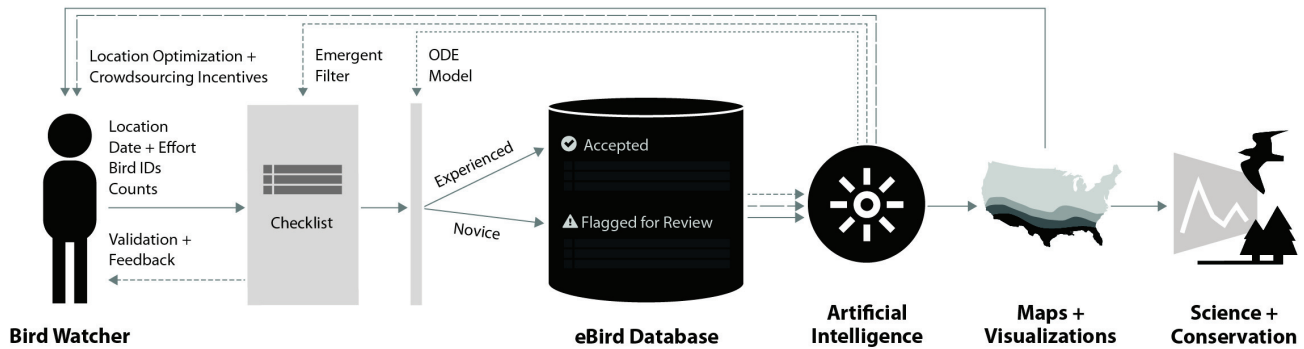 Location Optimization +
Crowdsourcing Incentives
Emergent
Filter
ODE
Model
Location
Date + Effort
Bird IDs
Counts
Validation +
Feedback
Checklist
Experienced
Novice
Accepted
Flagged for Review
Bird Watcher
eBird Database
Artificial
Intelligence
Maps +
Visualizations
Science +
Conservation